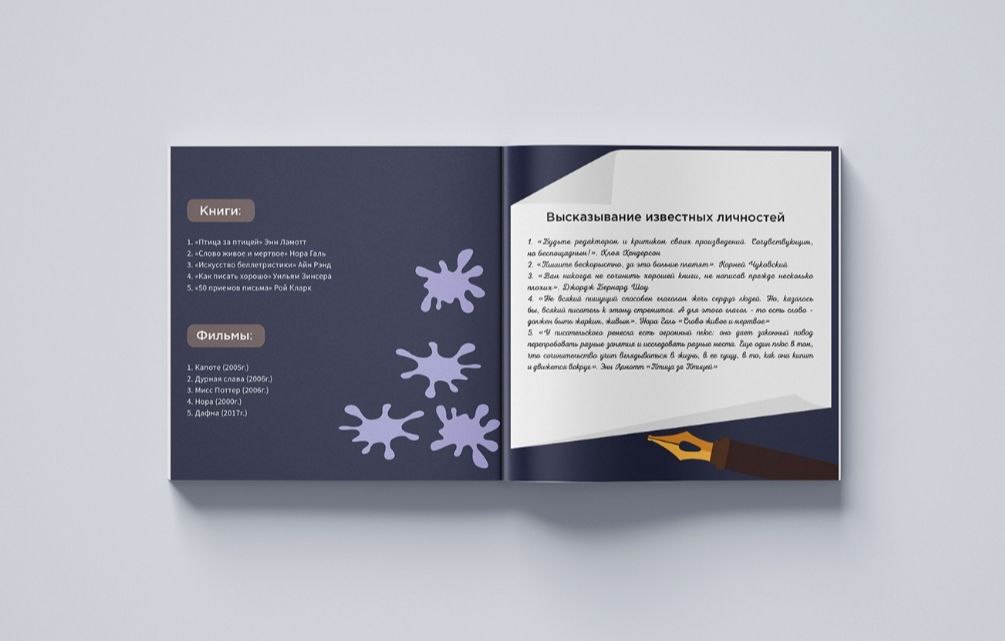 Книги:
1. «Птица за птицей» Энн Ламотт
2. «Слово живое и мертвое» Нора Галь
3. «Искусство беллетристики» Айн Рэнд
4. «Как писать хорошо» Уильям Зинсера
5. «50 приемов письма» Рой Кларк
Фильмы:
1. Капоте (2005г.)
2. Дурная слава (2006г.)
3. Мисс Поттер (2006г.)
4. Нора (2000г.)
5. Дафна (2017г.)
Высказывание известных личностей
1. «Будьте редактором и критиком своих произведений. Сочувствующим,
но беспощадным!». Хлоя Хендерсон
2. «Пишите бескорыстно, за это больше платят». Корней Чуковский
3. «Вам никогда не сочинить хорошей книги, не написав прежде несколько
плохих». Джордж Бернард Шоу
4. «Не всякий пишущий способен глаголом жечь сердца людей. Но, казалось
бы, всякий писатель к этому стремится. А для этого глагол - то есть слово -
должен быть жарким, живым». Нора Галь «Слово живое и мертвое»
5. «У писательского ремесла есть огромный плюс: оно дает законный повод
перепробовать разные занятия и исследовать разные места. Еще один плюс в том,
что сочинительство учит вглядываться в жизнь, в ее гущу, в то, как она кипит
и движется вокруг». Энн Ламотт «Птица за Птицей»